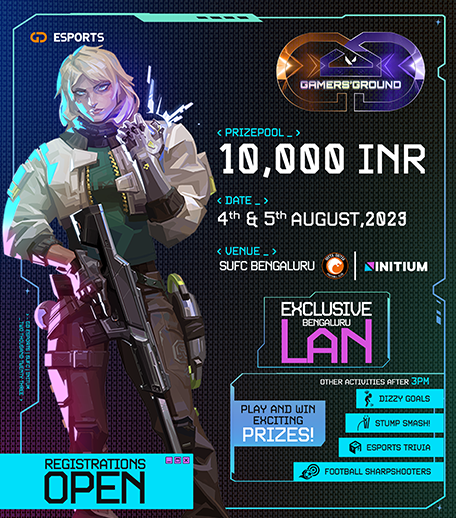 ESPORTS
GAMERS'GROUND
< PRIZEPOOL _ >
10,000 INR
< DATE _ >
4th & 5th AUGUST,2023
< VENUE _ >
SUFC BENGALURU
INITIUM
EXCLUSIVE
BENGALURU
LAN
OTHER ACTIVITIES AFTER 3PM
PLAY AND WIN
EXCITING
PRIZES!
DIZZY GOALS
STUMP SMASH!
ESPORTS TRIVIA
FOOTBALL SHARPSHOOTERS
REGISTRATIONS
OPEN